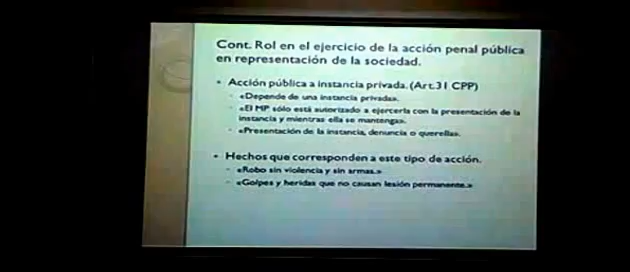 Cont. Rol en el ejercicio de la acción penal pública
en representación de la sociedad.
• Acción pública a instancia privada. (Art.31 CPP)
- «Depende de una instancia privada».
- «El MP sólo está autorizado a ejercerla con la presentación de la
instancia y mientras ella se mantenga».
- «Presentación de la instancia, denuncia o querella».
• Hechos que corresponden a este tipo de acción.
- «Robo sin violencia y sin armas.»
- «Golpes y heridas que no causan lesión permanente.»